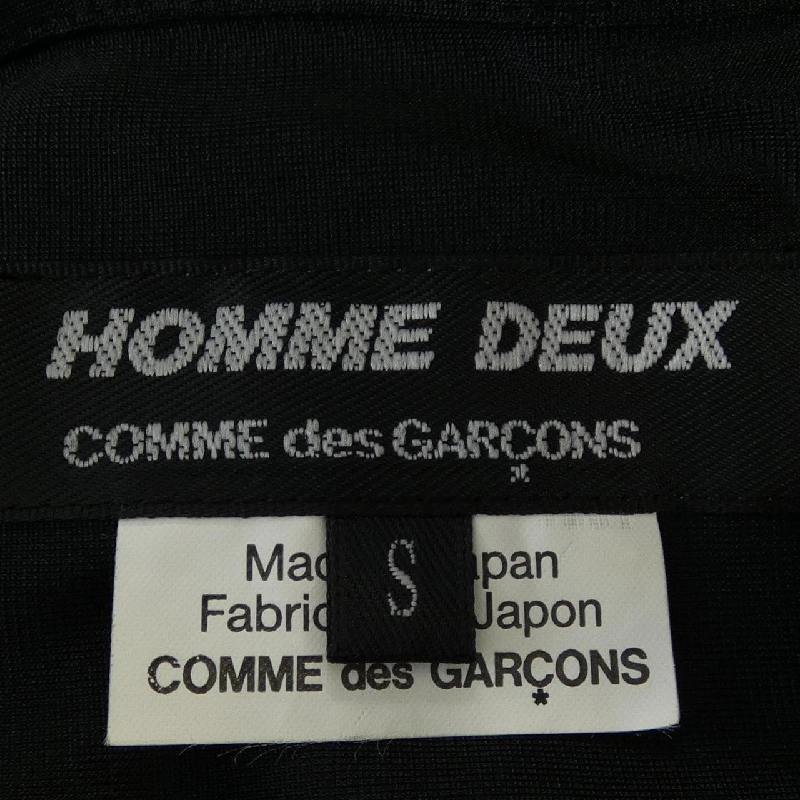 HOMME DEUX
COMME des GARÇONS
*
S
Mac apan
Fabric Japon
COMME des GARÇONS
*